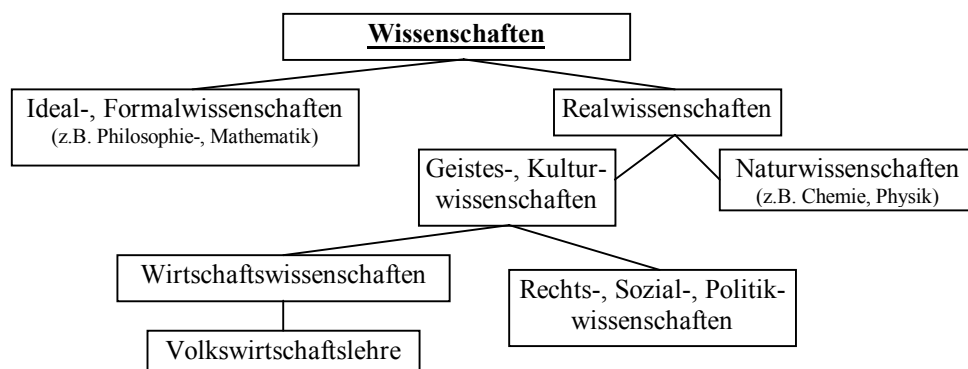 Wissenschaften
Ideal-, Formalwissenschaften
(z.B. Philosophie-, Mathematik)
Realwissenschaften
Geistes-, Kultur-
wissenschaften
Naturwissenschaften
(z.B. Chemie, Physik)
Wirtschaftswissenschaften
Rechts-, Sozial-, Politik-
wissenschaften
Volkswirtschaftslehre